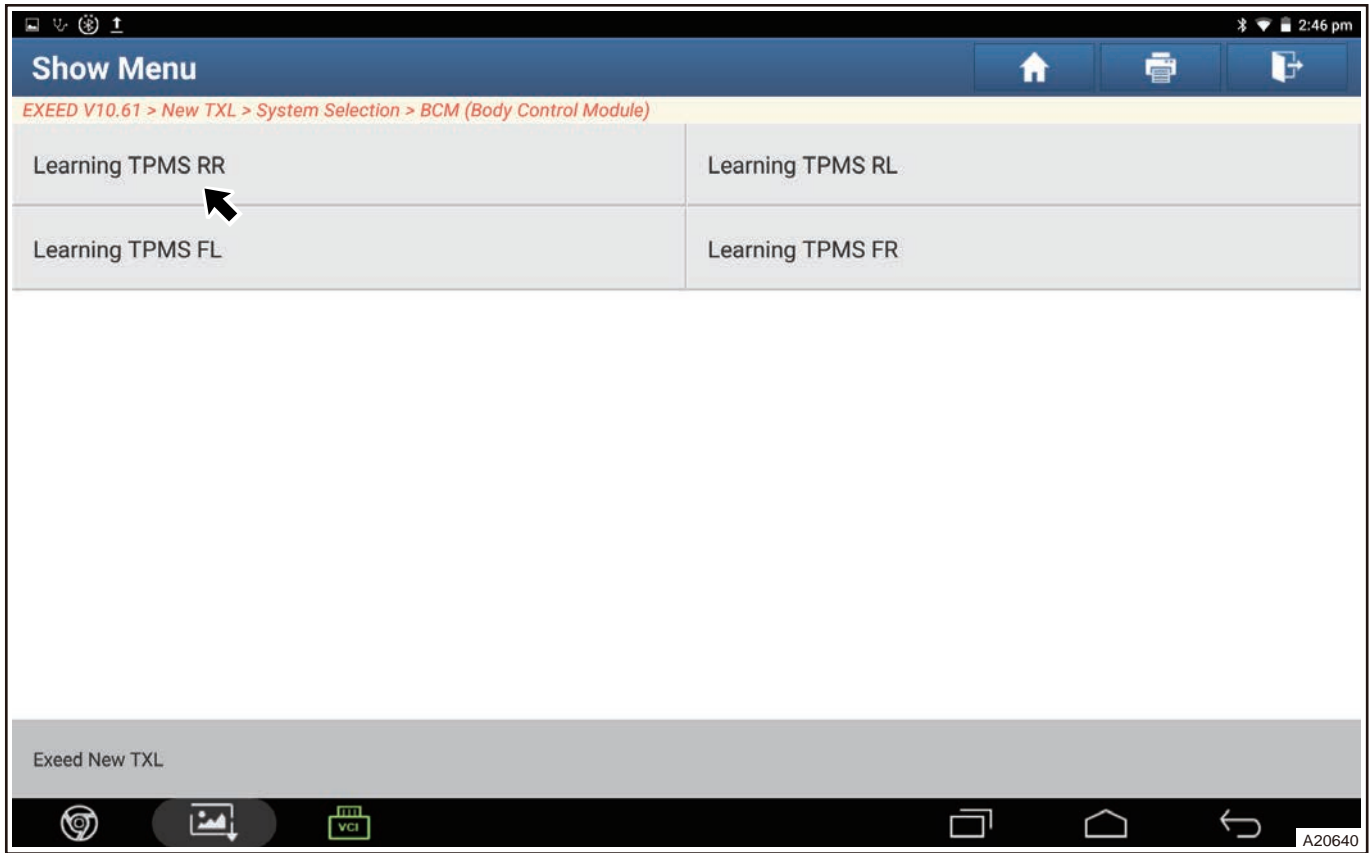 2:46 pm
Show Menu
EXEED V10.61 > New TXL > System Selection > BCM (Body Control Module)
Learning TPMS RR
Learning TPMS RL
Learning TPMS FL
Learning TPMS FR
Exeed New TXL
VCI
A20640